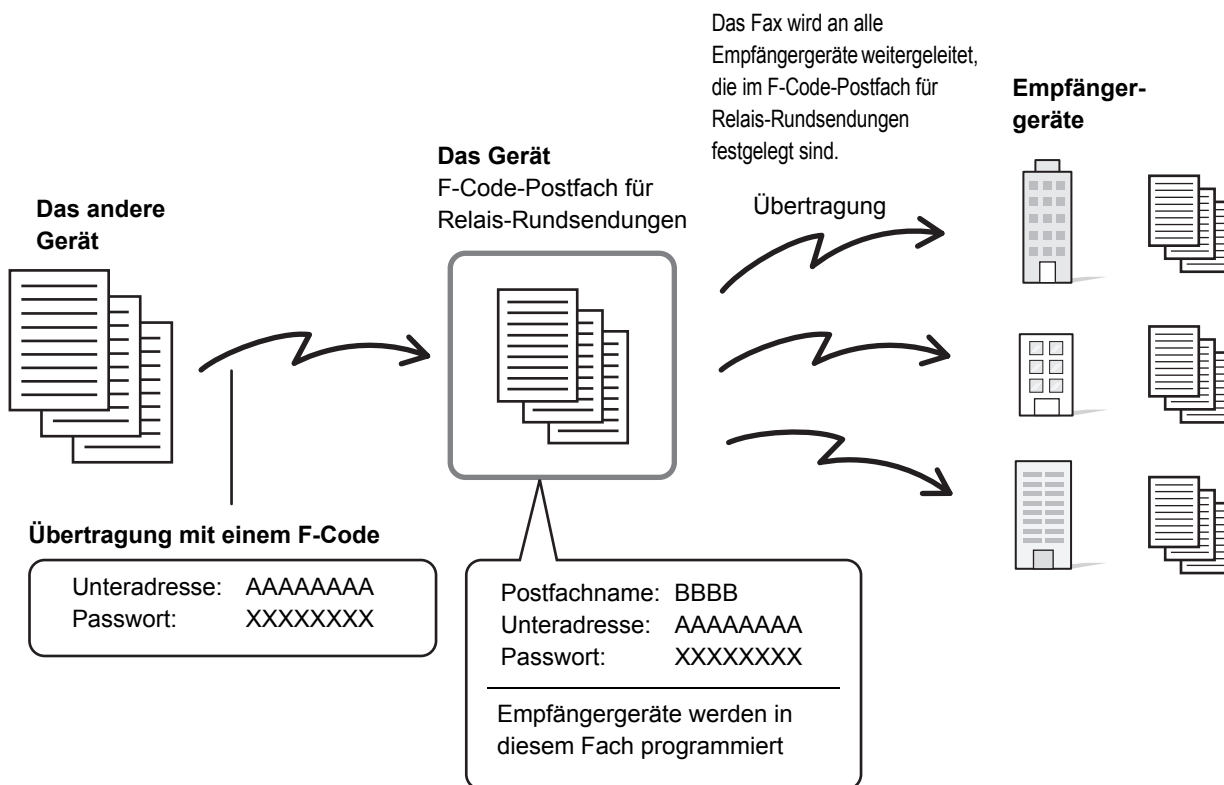 Das Fax wird an alle
Empfängergeräte weitergeleitet,
die im F-Code-Postfach für
Relais-Rundsendungen
festgelegt sind.
Empfänger-
geräte
Das Gerät
F-Code-Postfach für
Relais-Rundsendungen
Übertragung
Das andere
Gerät
Übertragung mit einem F-Code
Unteradresse: AAAAAAAA
Passwort: XXXXXXXX
Postfachname: BBBB
Unteradresse: AAAAAAAA
Passwort: XXXXXXXX
Empfängergeräte werden in
diesem Fach programmiert